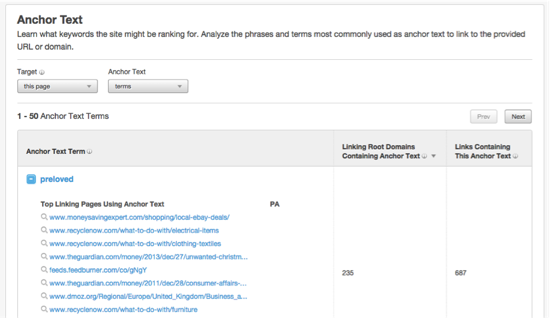 Anchor Text
Learn what keywords the site might be ranking for. Analyze the phrases and terms most commonly used as anchor text to link to the provided
URL or domain.
Target Anchor Text
this page terms
1 - 50 Anchor Text Terms Prev Next
Anchor Text Term
Linking Root Domains
Containing Anchor Text
Links Containing
This Anchor Text
preloved
Top Linking Pages Using Anchor Text PA
www.moneysavingexpert.com/shopping/local-ebay-deals/
www.recyclenow.com/what-to-do-with/electrical-items
www.recyclenow.com/what-to-do-with/clothing-textiles
www.theguardian.com/money/2013/dec/27/unwanted-christm...
feeds.feedburner.com/co/gNgY
www.theguardian.com/money/2011/dec/28/consumer-affairs-...
www.dmoz.org/Regional/Europe/United_Kingdom/Business_a...
www.recyclenow.com/what-to-do-with/furniture
235 687